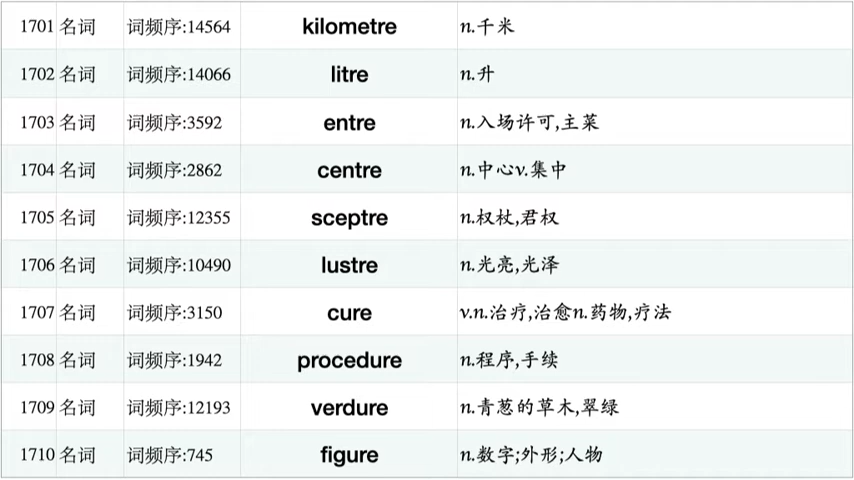 1701 名词 词频序:14564 kilometre n.千米
1702 名词 词频序:14066 litre n.升
1703 名词 词频序:3592 entre n.入场许可,主菜
1704 名词 词频序:2862 centre n.中心v.集中
1705 名词 词频序:12355 sceptre n.权杖,君权
1706 名词 词频序:10490 lustre n.光亮,光泽
1707 名词 词频序:3150 cure v.n.治疗,治愈n.药物,疗法
1708 名词 词频序:1942 procedure n.程序,手续
1709 名词 词频序:12193 verdure n.青葱的草木,翠绿
1710 名词 词频序:745 figure n.数字;外形;人物